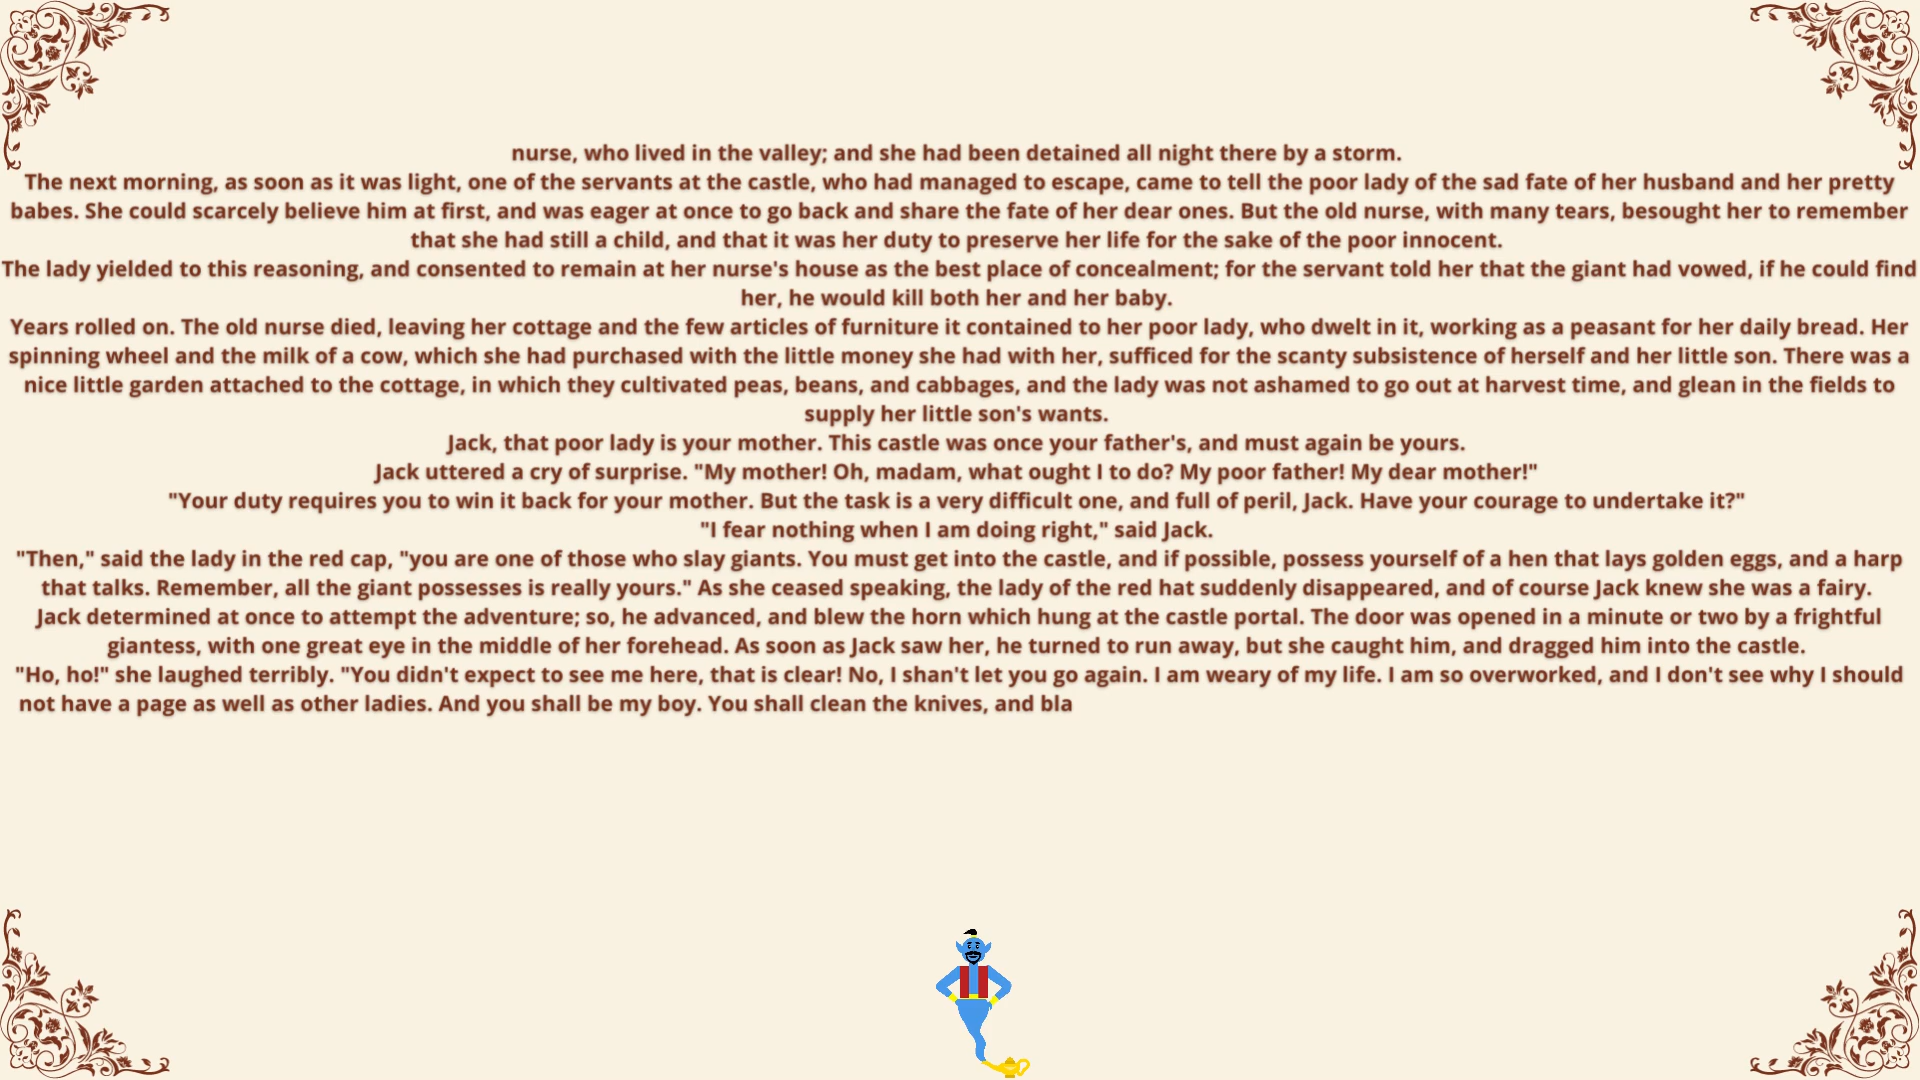 nurse, who lived in the valley; and she had been detained all night there by a storm.
The next morning, as soon as it was light, one of the servants at the castle, who had managed to escape, came to tell the poor lady of the sad fate of her husband and her pretty
babes. She could scarcely believe him at first, and was eager at once to go back and share the fate of her dear ones. But the old nurse, with many tears, besought her to remember
that she had still a child, and that it was her duty to preserve her life for the sake of the poor innocent.
The lady yielded to this reasoning, and consented to remain at her nurse's house as the best place of concealment; for the servant told her that the giant had vowed, if he could find
her, he would kill both her and her baby.
Years rolled on. The old nurse died, leaving her cottage and the few articles of furniture it contained to her poor lady, who dwelt in it, working as a peasant for her daily bread. Her
spinning wheel and the milk of a cow, which she had purchased with the little money she had with her, sufficed for the scanty subsistence of herself and her little son. There was a
nice little garden attached to the cottage, in which they cultivated peas, beans, and cabbages, and the lady was not ashamed to go out at harvest time, and glean in the fields to
supply her little son's wants.
Jack, that poor lady is your mother. This castle was once your father's, and must again be yours.
Jack uttered a cry of surprise. "My mother! Oh, madam, what ought I to do? My poor father! My dear mother!"
"Your duty requires you to win it back for your mother. But the task is a very difficult one, and full of peril, Jack. Have your courage to undertake it?"
"I fear nothing when I am doing right," said Jack.
"Then," said the lady in the red cap, "you are one of those who slay giants. You must get into the castle, and if possible, possess yourself of a hen that lays golden eggs, and a harp
that talks. Remember, all the giant possesses is really yours." As she ceased speaking, the lady of the red hat suddenly disappeared, and of course Jack knew she was a fairy.
Jack determined at once to attempt the adventure; so, he advanced, and blew the horn which hung at the castle portal. The door was opened in a minute or two by a frightful
giantess, with one great eye in the middle of her forehead. As soon as Jack saw her, he turned to run away, but she caught him, and dragged him into the castle.
"Ho, ho!" she laughed terribly. "You didn't expect to see me here, that is clear! No, I shan't let you go again. I am weary of my life. I am so overworked, and I don't see why I should
not have a page as well as other ladies. And you shall be my boy. You shall clean the knives, and bla